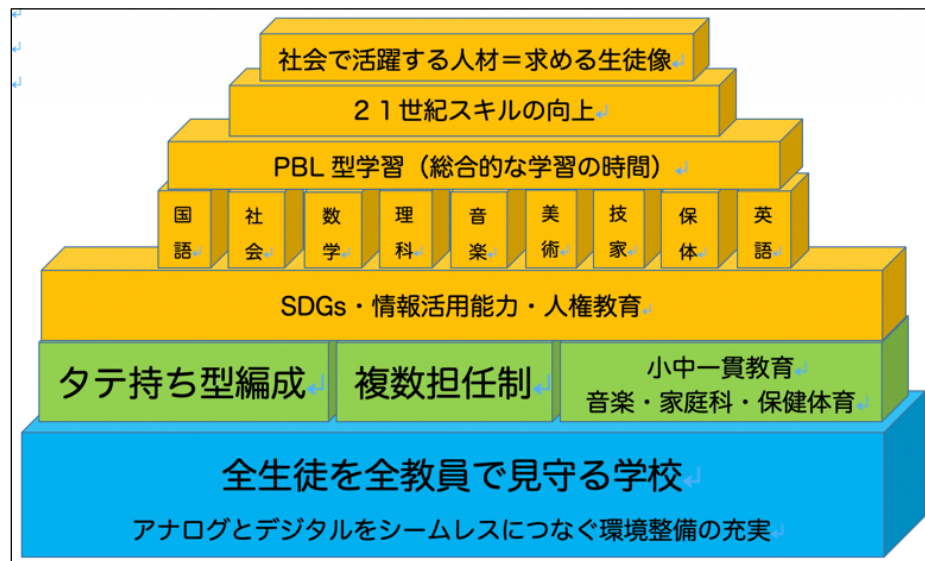 社会で活躍する人材＝求める生徒像
２１世紀スキルの向上
PBL型学習（総合的な学習の時間）
国語
社会
数学
理科
音楽
美術
技家
保体
英語
SDGs・情報活用能力・人権教育
タテ持ち型編成
複数担任制
小中一貫教育
音楽・家庭科・保健体育
全生徒を全教員で見守る学校
アナログとデジタルをシームレスにつなぐ環境整備の充実